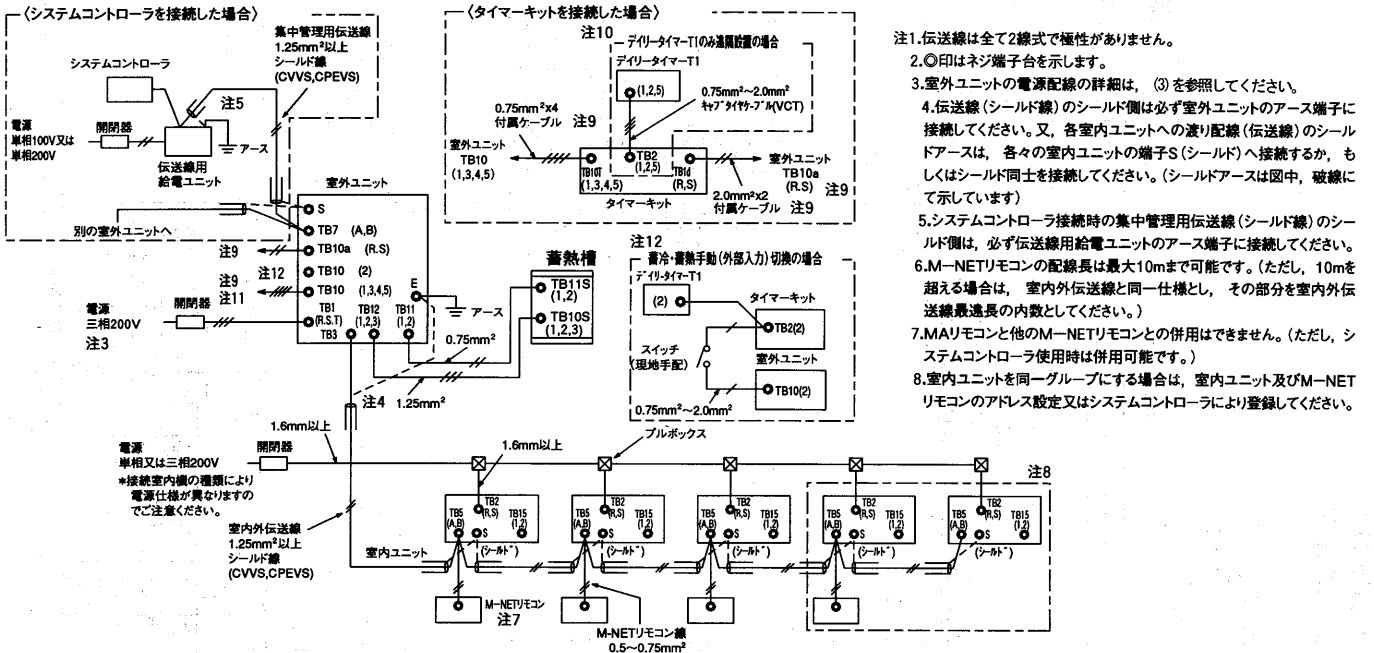 〈システムコントローラを接続した場合〉
集中管理用伝送線
1.25mm²以上
シールド線
(CVVS,CPEVS)
システムコントローラ
注5
電源
単相100V又は
単相200V
開閉器
アース
伝送線用
給電ユニット
別の室外ユニットへ
室外ユニット
S
TB7 (A,B)
TB10a (R.S)
TB10 (2)
TB10 (1,3,4,5)
TB1
(R.S.T)
TB12
(1,2,3)
TB11
(1,2)
TB3
E
アース
注9
注9
注12
注11
電源
三相200V
注3
開閉器
0.75mm²
1.25mm²
注4
蓄熱槽
TB11S
(1,2)
TB10S
(1,2,3)
〈タイマーキットを接続した場合〉
注10
デイリータイマーT1のみ遠隔設置の場合
デイリータイマーT1
(1,2,5)
0.75mm²~2.0mm²
キャブタイヤケーブル(VCT)
0.75mm²x4
付属ケーブル
注9
室外ユニット
TB10
(1,3,4,5)
TB10T
(1,3,4,5)
TB2
(1,2,5)
TB1d
(R,S)
タイマーキット
室外ユニット
TB10a
(R.S)
注9
2.0mm²x2
付属ケーブル
注9
注12
蓄冷・蓄熱手動(外部入力)切換の場合
デイリータイマーT1
(2)
タイマーキット
TB2(2)
スイッチ
(現地手配)
室外ユニット
TB10(2)
0.75mm²~2.0mm²
1.6mm以上
電源
単相又は三相200V
*接続室内機の種類により
電源仕様が異なりますの
でご注意ください。
開閉器
1.6mm以上
プルボックス
注8
室内外伝送線
1.25mm²以上
シールド線
(CVVS,CPEVS)
室内ユニット
TB5
(A,B)
TB2
(R,S)
TB15
(1,2)
S
(シールド)
TB5
(A,B)
TB2
(R,S)
TB15
(1,2)
S
(シールド)
TB5
(A,B)
TB2
(R,S)
TB15
(1,2)
S
(シールド)
TB5
(A,B)
TB2
(R,S)
TB15
(1,2)
S
(シールド)
TB5
(A,B)
TB2
(R,S)
TB15
(1,2)
S
(シールド)
M-NETリモコン
注7
M-NETリモコン線
0.5~0.75mm²
注1.伝送線は全て2線式で極性がありません。
2.◎印はネジ端子台を示します。
3.室外ユニットの電源配線の詳細は,(3)を参照してください。
4.伝送線(シールド線)のシールド側は必ず室外ユニットのアース端子に
接続してください。又,各室内ユニットへの渡り配線(伝送線)のシール
ドアースは,各々の室内ユニットの端子S(シールド)へ接続するか,も
しくはシールド同士を接続してください。(シールドアースは図中,破線に
て示しています)
5.システムコントローラ接続時の集中管理用伝送線(シールド線)のシー
ルド側は,必ず伝送線用給電ユニットのアース端子に接続してください。
6.M-NETリモコンの配線長は最大10mまで可能です。(ただし,10mを
超える場合は,室内外伝送線と同一仕様とし,その部分を室内外伝
送線最遠長の内数としてください。)
7.MAリモコンと他のM-NETリモコンとの併用はできません。(ただし,シ
ステムコントローラ使用時は併用可能です。)
8.室内ユニットを同一グループにする場合は,室内ユニット及びM-NET
リモコンのアドレス設定又はシステムコントローラにより登録してください。